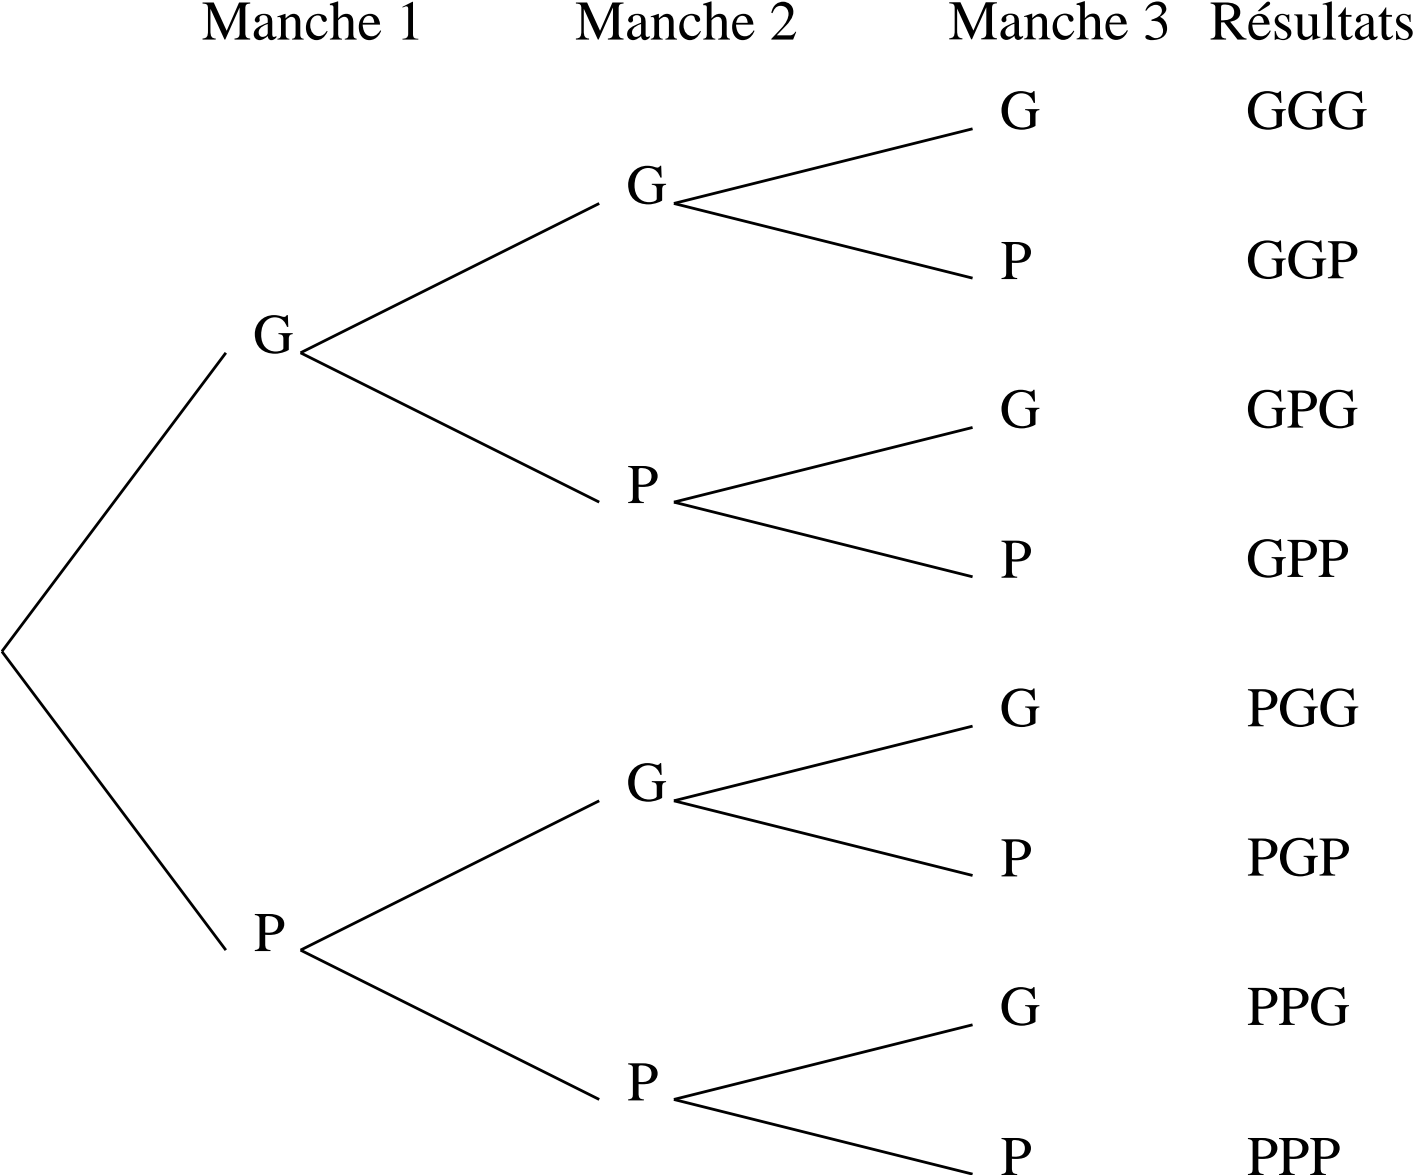 Manche 1 Manche 2 Manche 3 Résultats
G GGG
G
P GGP
G
G GPG
P
P GPP
G PGG
G
P PGP
P
G PPG
P
P PPP